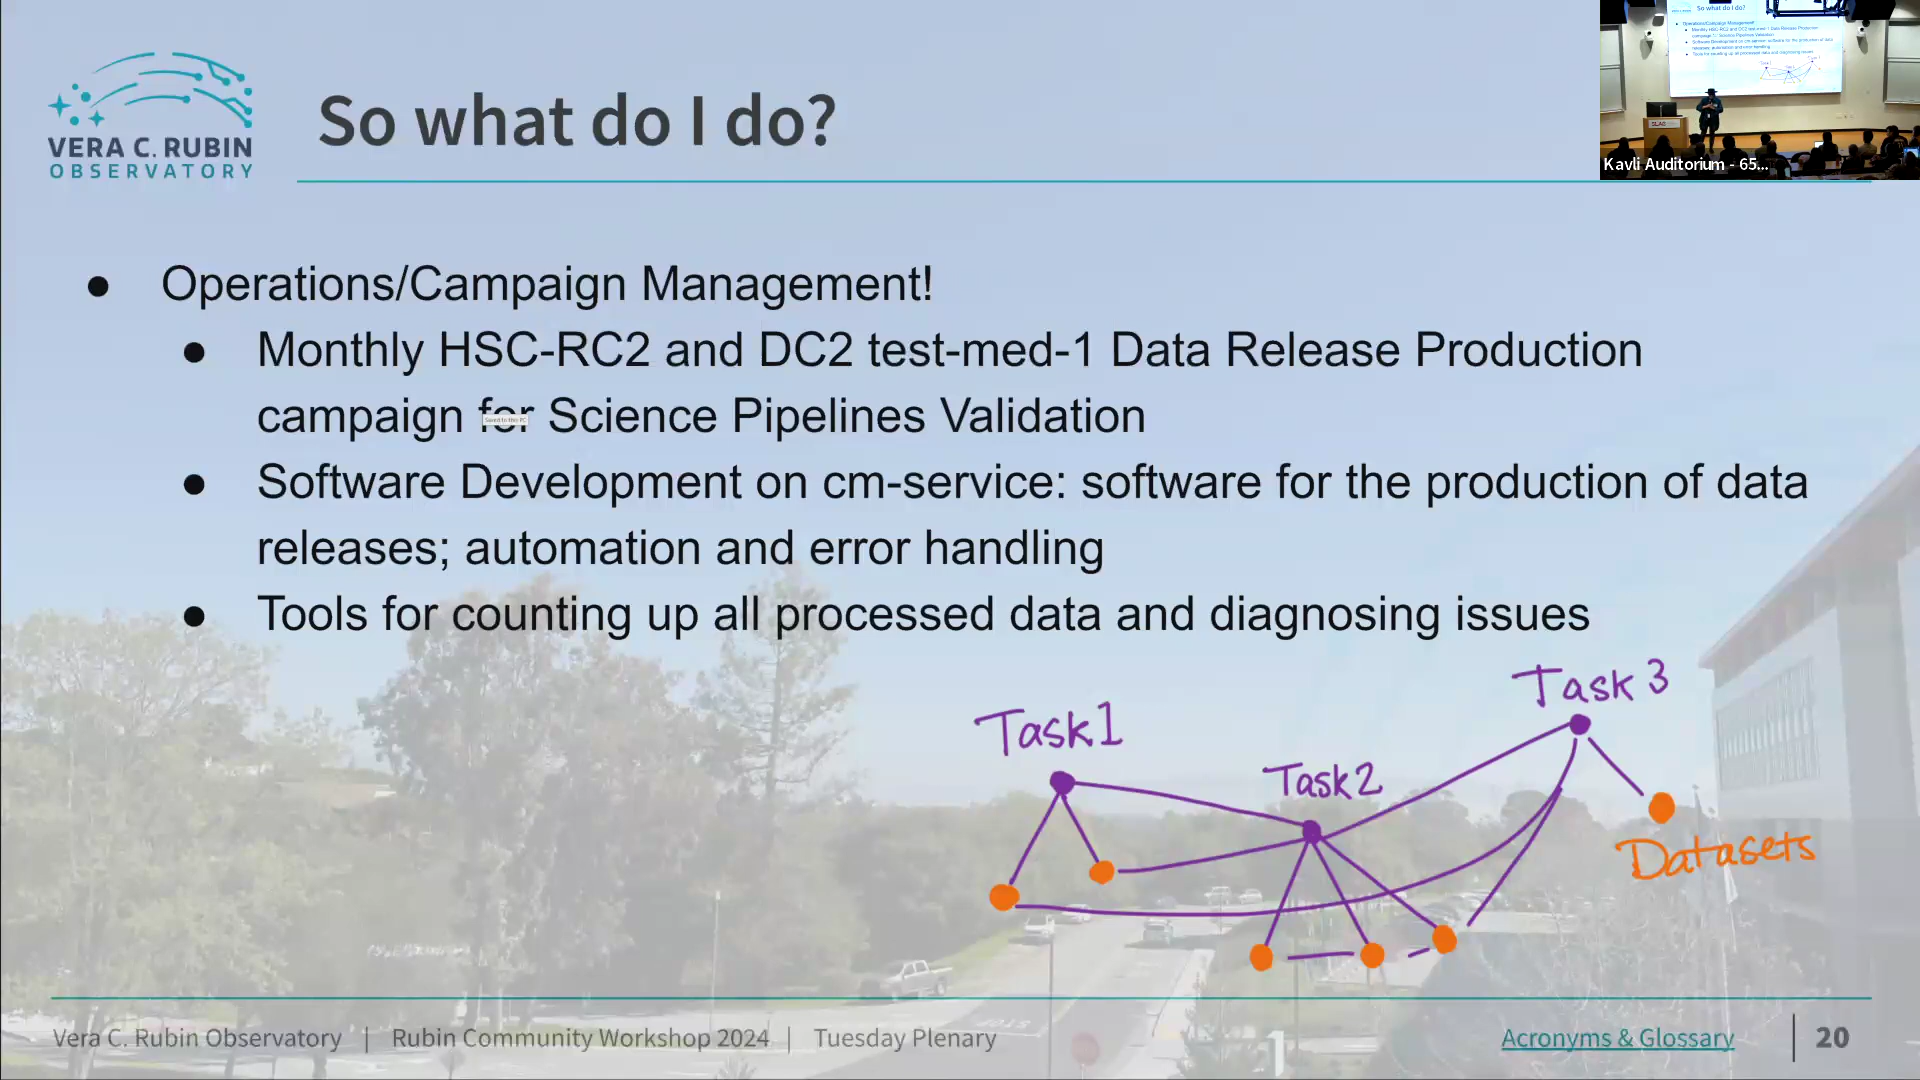 VERA C. RUBIN
OBSERVATORY
So what do I do?
Kavli Auditorium - 65...
SLAC
● Operations/Campaign Management!
● Monthly HSC-RC2 and DC2 test-med-1 Data Release Production
campaign for Science Pipelines Validation
● Software Development on cm-service: software for the production of data
releases; automation and error handling
● Tools for counting up all processed data and diagnosing issues
Task 3
Task1
Task2
Datasets
Vera C. Rubin Observatory | Rubin Community Workshop 2024 | Tuesday Plenary
Acronyms & Glossary | 20